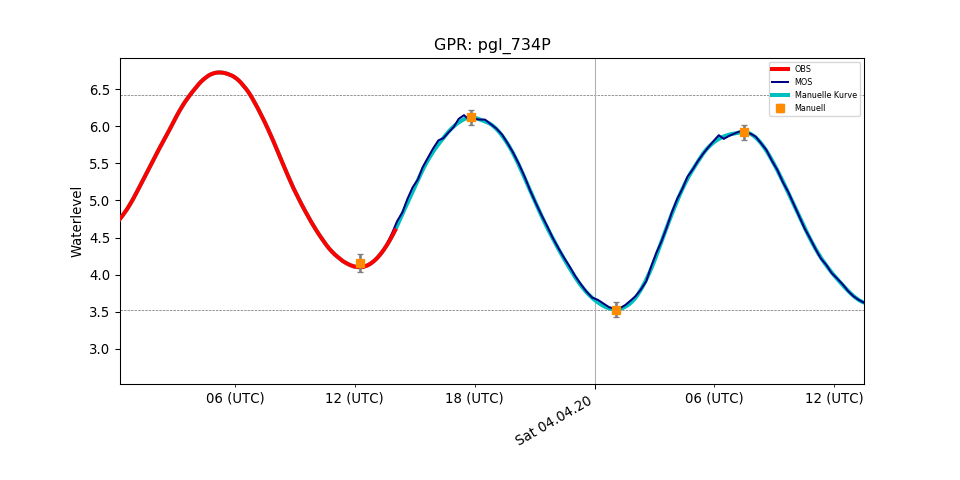 GPR: pgl_734P
OBS
MOS
Manuelle Kurve
Manuell
Waterlevel
6.5
6.0
5.5
5.0
4.5
4.0
3.5
3.0
06 (UTC)
12 (UTC)
18 (UTC)
Sat 04.04.20
06 (UTC)
12 (UTC)